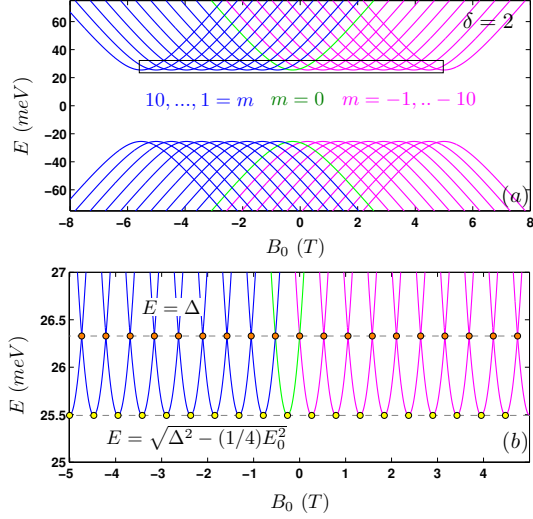 60
40
20
0
−20
−40
−60
E (meV)
δ = 2
10, ..., 1 = m m = 0 m = −1, .. − 10
(a)
−8 −6 −4 −2 0 2 4 6 8
B₀ (T)
27
26.5
26
25.5
25
E (meV)
E = Δ
E = √(Δ² − (1/4)E₀²)
(b)
−5 −4 −3 −2 −1 0 1 2 3 4
B₀ (T)